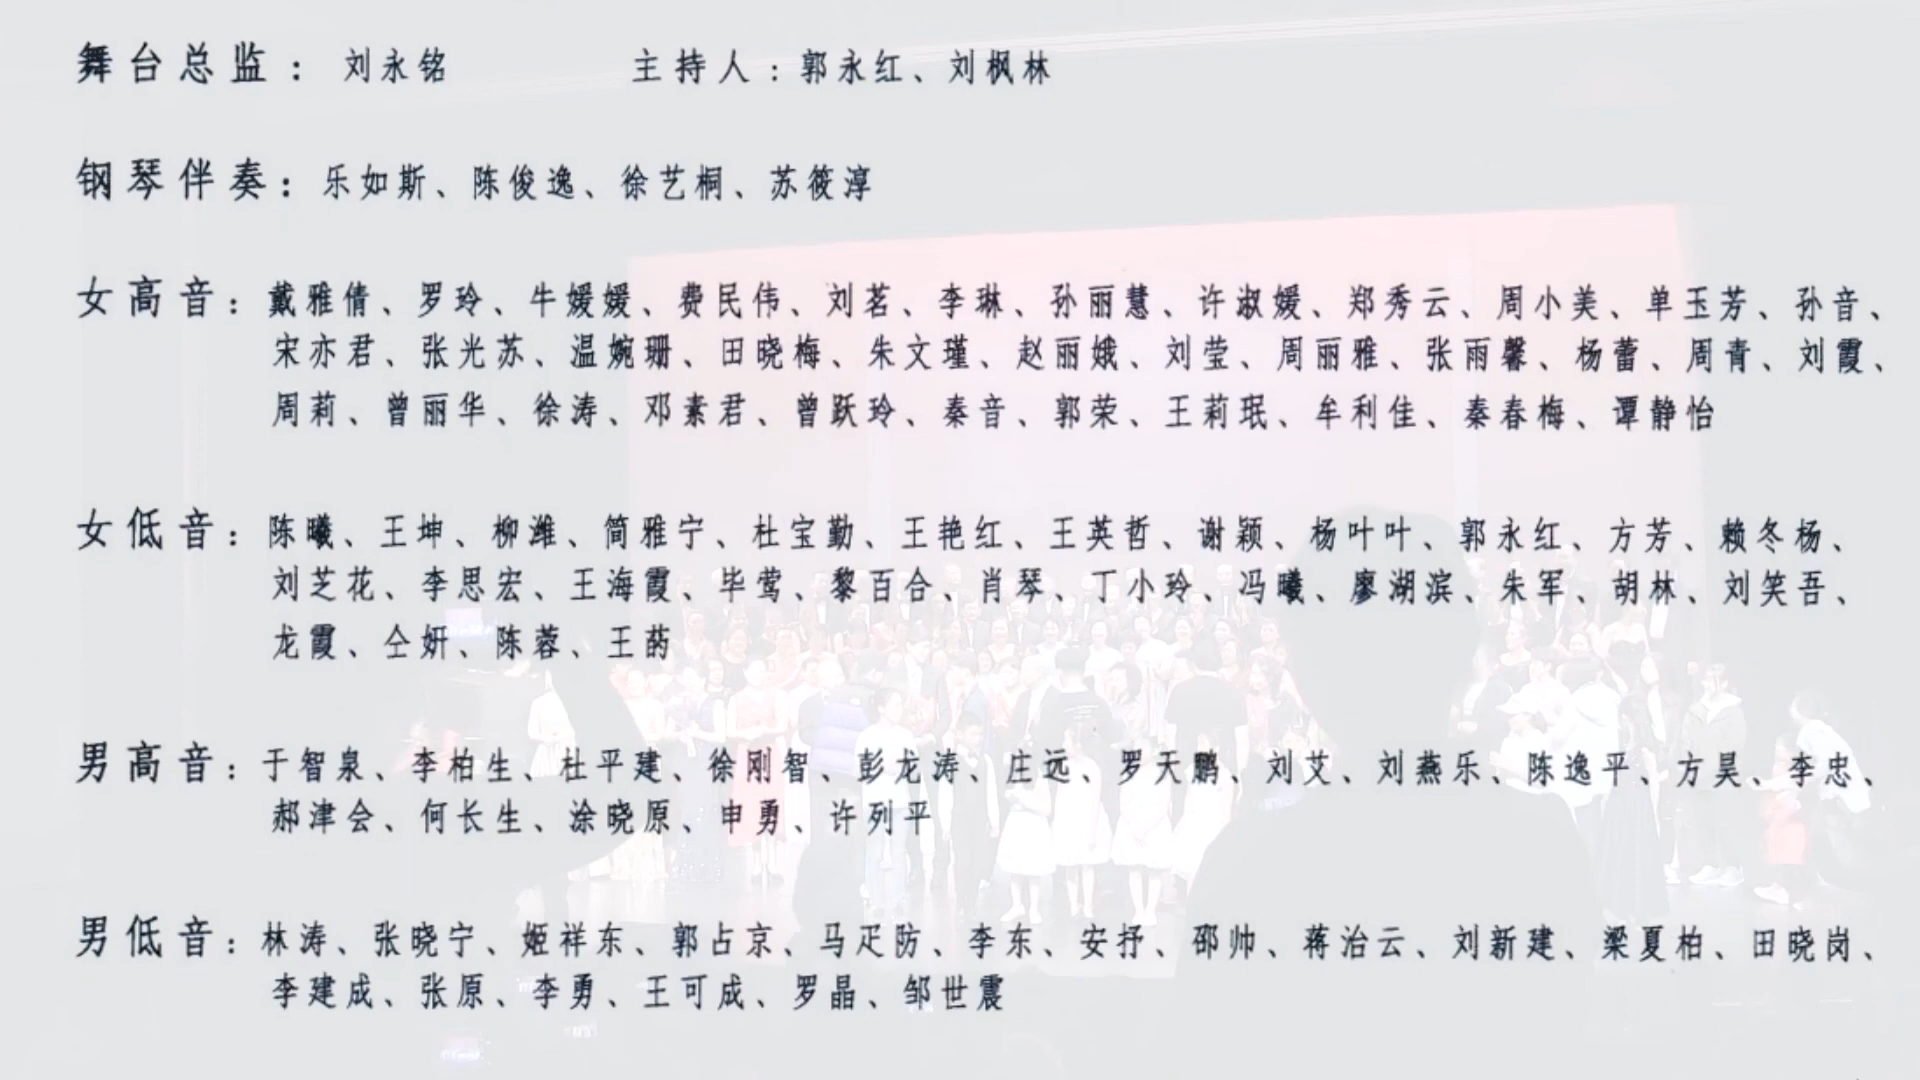 舞台总监： 刘永铭 主持人：郭永红、刘枫林
钢琴伴奏：乐如斯、陈俊逸、徐艺桐、苏筱淳
女高音：戴雅倩、罗玲、牛媛媛、费民伟、刘茗、李琳、孙丽慧、许淑媛、郑秀云、周小美、单玉芳、孙音、
宋亦君、张光苏、温婉珊、田晓梅、朱文瑾、赵丽娥、刘莹、周丽雅、张雨馨、杨蕾、周青、刘霞、
周莉、曾丽华、徐涛、邓素君、曾跃玲、秦音、郭荣、王莉珉、牟利佳、秦春梅、谭静怡
女低音：陈曦、王坤、柳潍、简雅宁、杜宝勤、王艳红、王英哲、谢颖、杨叶叶、郭永红、方芳、赖冬杨、
刘芝花、李思宏、王海霞、毕莺、黎百合、肖琴、丁小玲、冯曦、廖湖滨、朱军、胡林、刘笑吾、
龙霞、仝妍、陈蓉、王苭
男高音：于智泉、李柏生、杜平建、徐刚智、彭龙涛、庄远、罗天鹏、刘艾、刘燕乐、陈逸平、方昊、李忠、
郝津会、何长生、涂晓原、申勇、许列平
男低音：林涛、张晓宁、姬祥东、郭占京、马疋防、李东、安抒、邵帅、蒋治云、刘新建、梁夏柏、田晓岗、
李建成、张原、李勇、王可成、罗晶、邹世震